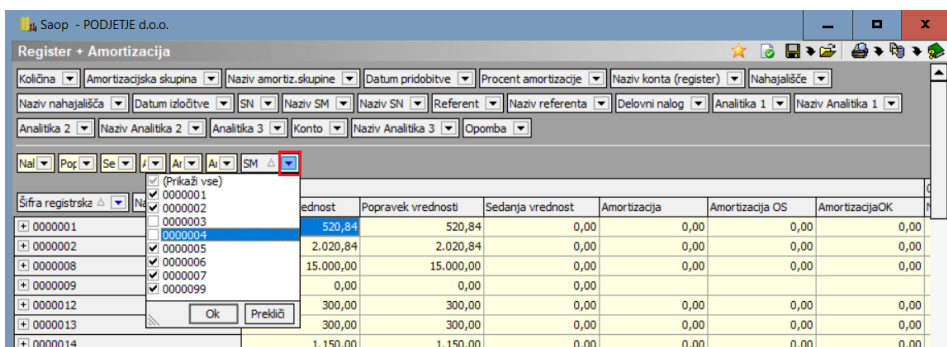 Saop - PODJETJE d.o.o.
Register + Amortizacija
Količina Amortizacijska skupina Naziv amortiz.skupine Datum pridobitve Procent amortizacije Naziv konta (register) Nahajališče
Naziv nahajališča Datum izločitve SN Naziv SM Naziv SN Referent Naziv referenta Delovni nalog Analitika 1 Naziv Analitika 1
Analitika 2 Naziv Analitika 2 Analitika 3 Konto Naziv Analitika 3 Opomba
Nal Pop Se Ar SM
(Prikaži vse)
0000001
0000002
0000003
0000004
0000005
0000006
0000007
0000099
Ok Prekliči
Šifra registrska Na ednost Popravek vrednosti Sedanja vrednost Amortizacija Amortizacija OS AmortizacijaOK
0000001 520,84 520,84 0,00 0,00 0,00 0,00
0000002 2.020,84 2.020,84 0,00 0,00 0,00 0,00
0000008 15.000,00 15.000,00 0,00 0,00 0,00 0,00
0000009 0,00 0,00 0,00
0000012 300,00 300,00 0,00 0,00 0,00 0,00
0000013 300,00 300,00 0,00 0,00 0,00 0,00
0000014 1.150,00 1.150,00 0,00 0,00 0,00 0,00